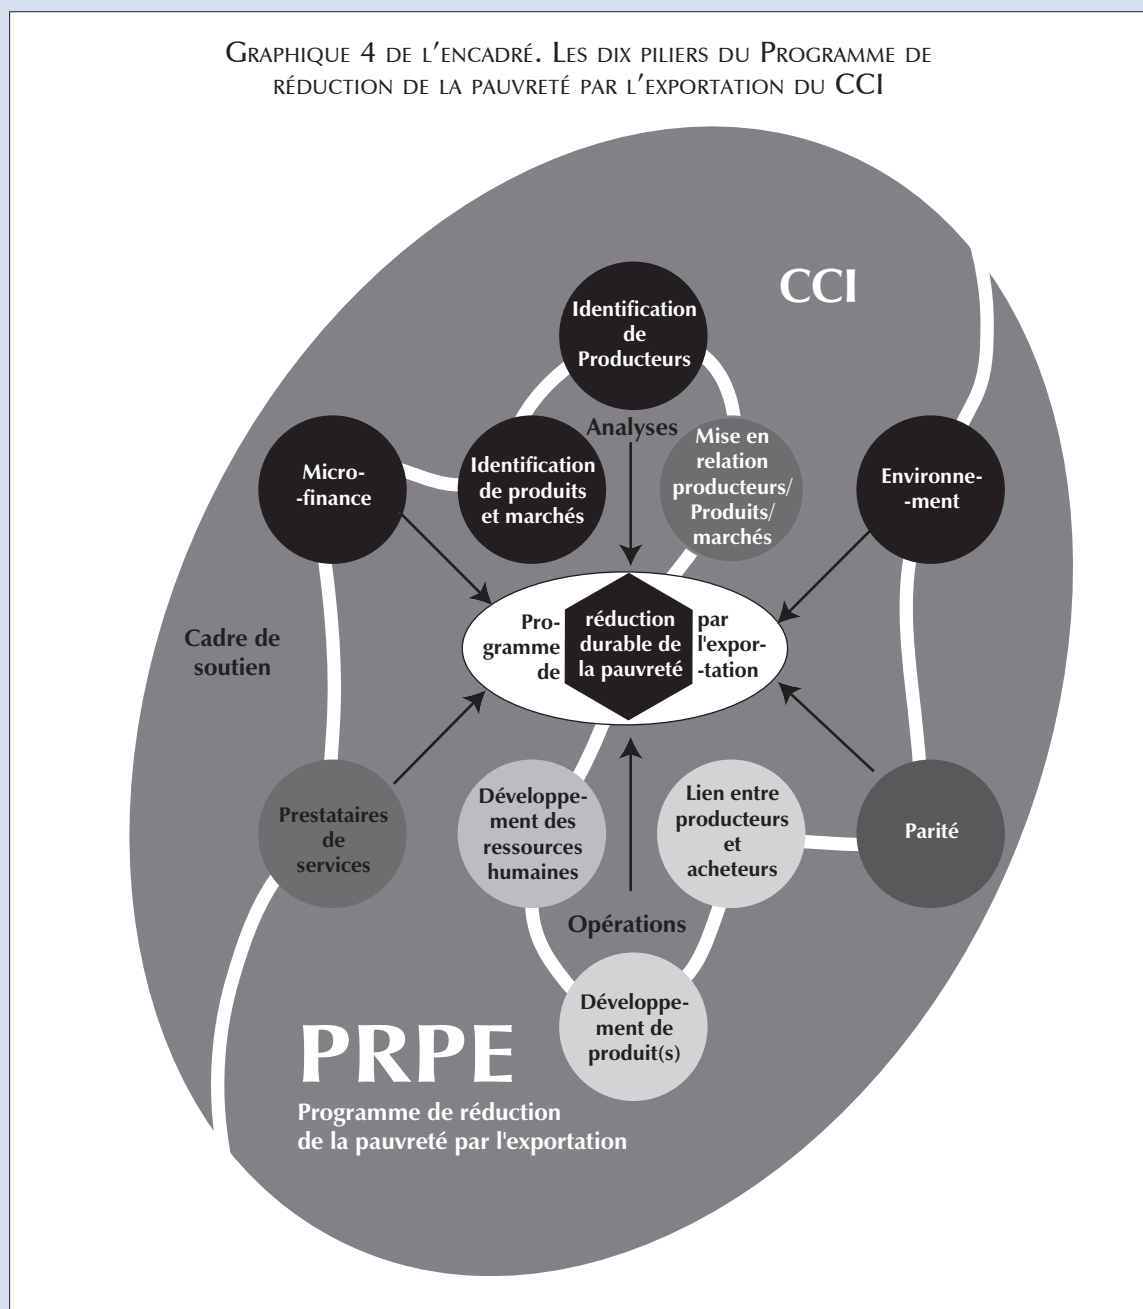 Graphique 4 de l'encadré. Les dix piliers du Programme de
réduction de la pauvreté par l'exportation du CCI
CCI
Identification
de
Producteurs
Analyses
Micro-
-finance
Identification
de produits
et marchés
Mise en
relation
producteurs/
Produits/
marchés
Environne-
-ment
Cadre de
soutien
Pro-
gramme
de
réduction
durable de
la pauvreté
par
l'expor-
-tation
Prestataires
de
services
Développe-
ment des
ressources
humaines
Lien entre
producteurs
et
acheteurs
Parité
Opérations
Développe-
ment de
produit(s)
PRPE
Programme de réduction
de la pauvreté par l'exportation